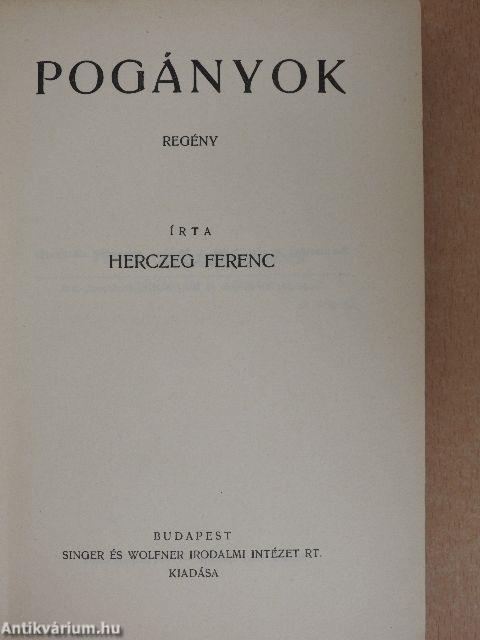 POGÁNYOK
REGÉNY
ÍRTA
HERCZEG FERENC
BUDAPEST
SINGER ÉS WOLFNER IRODALMI INTÉZET RT.
KIADÁSA
Antikvárium.hu